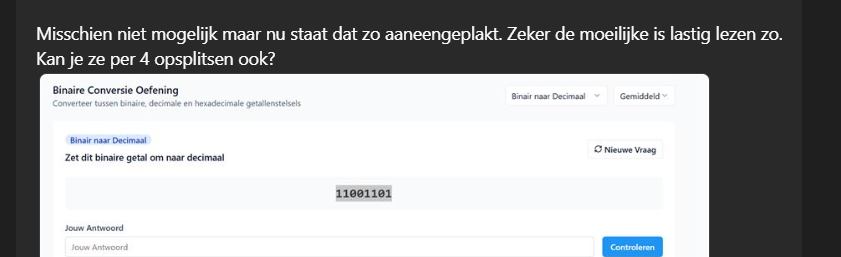 Misschien niet mogelijk maar nu staat dat zo aaneengeplakt. Zeker de moeilijke is lastig lezen zo.
Kan je ze per 4 opsplitsen ook?
Binaire Conversie Oefening
Converteer tussen binaire, decimale en hexadecimale getallenstelsels
Binair naar Decimaal
Gemiddeld
Binair naar Decimaal
Zet dit binaire getal om naar decimaal
Nieuwe Vraag
11001101
Jouw Antwoord
Jouw Antwoord
Controleren